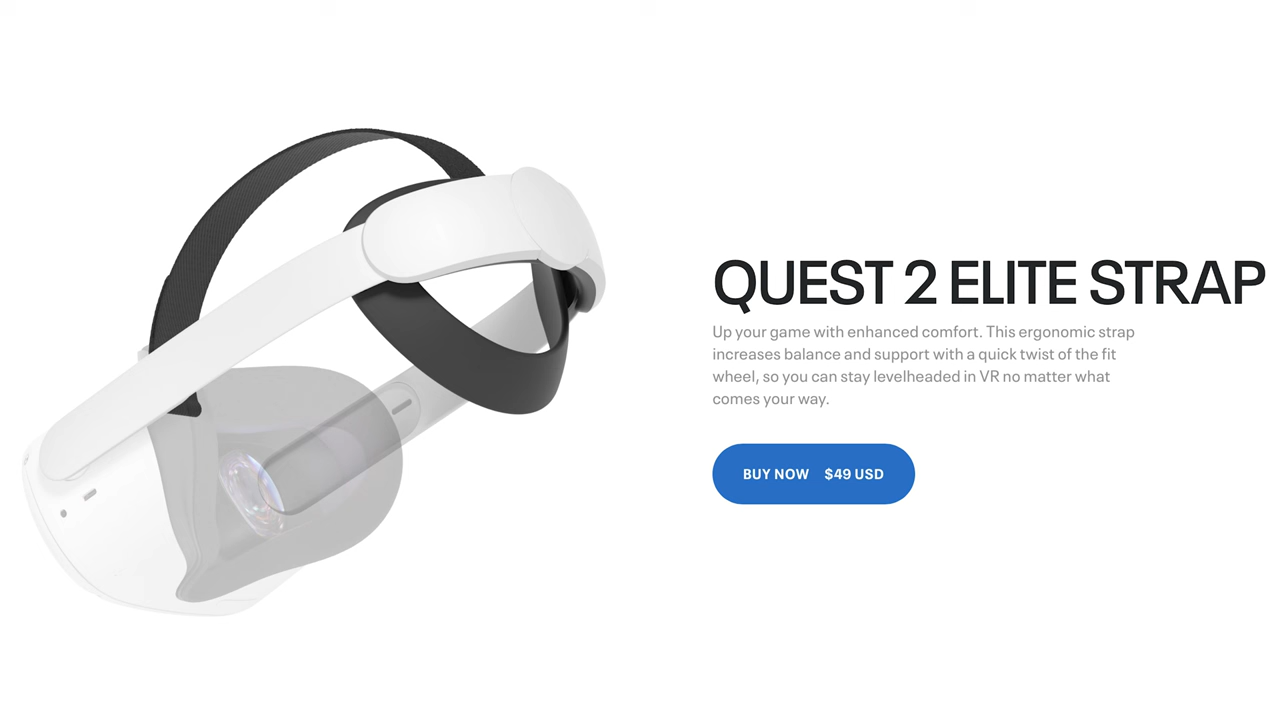 QUEST 2 ELITE STRAP
Up your game with enhanced comfort. This ergonomic strap
increases balance and support with a quick twist of the fit
wheel, so you can stay levelheaded in VR no matter what
comes your way.
BUY NOW $49 USD